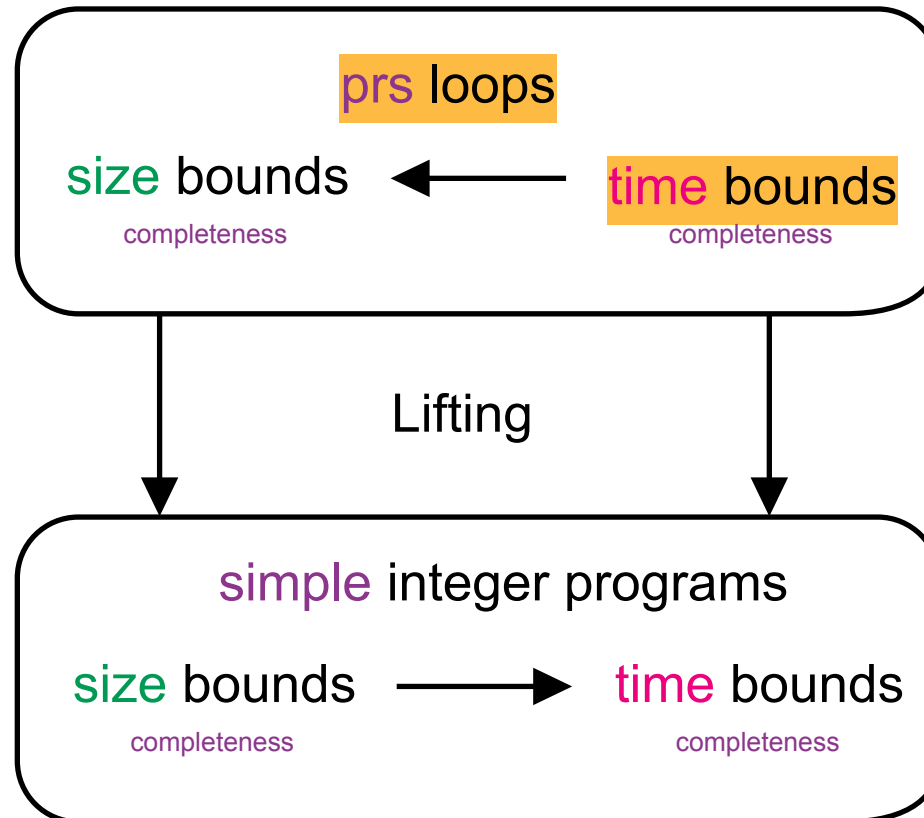 prs loops
size bounds
time bounds
completeness
completeness
Lifting
simple integer programs
size bounds
time bounds
completeness
completeness